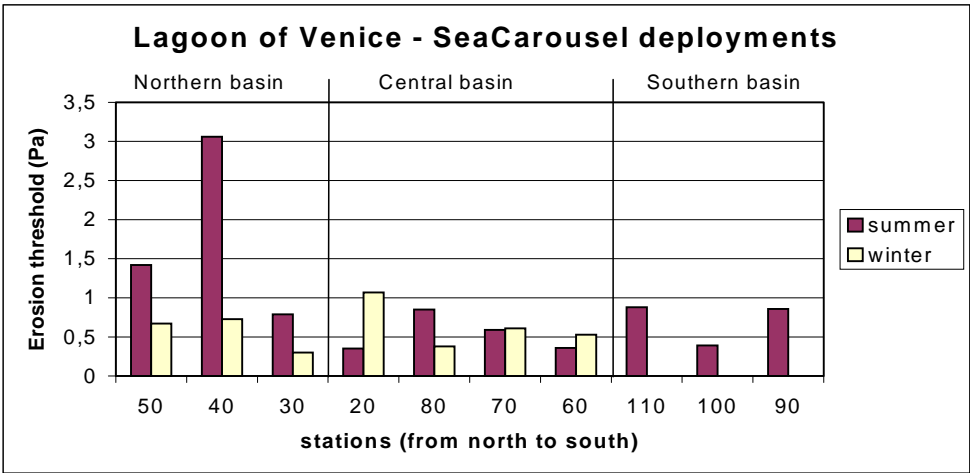 Lagoon of Venice - SeaCarousel deployments
Northern basin Central basin Southern basin
Erosion threshold (Pa)
3,5
3
2,5
2
1,5
1
0,5
0
50 40 30 20 80 70 60 110 100 90
stations (from north to south)
summer
winter